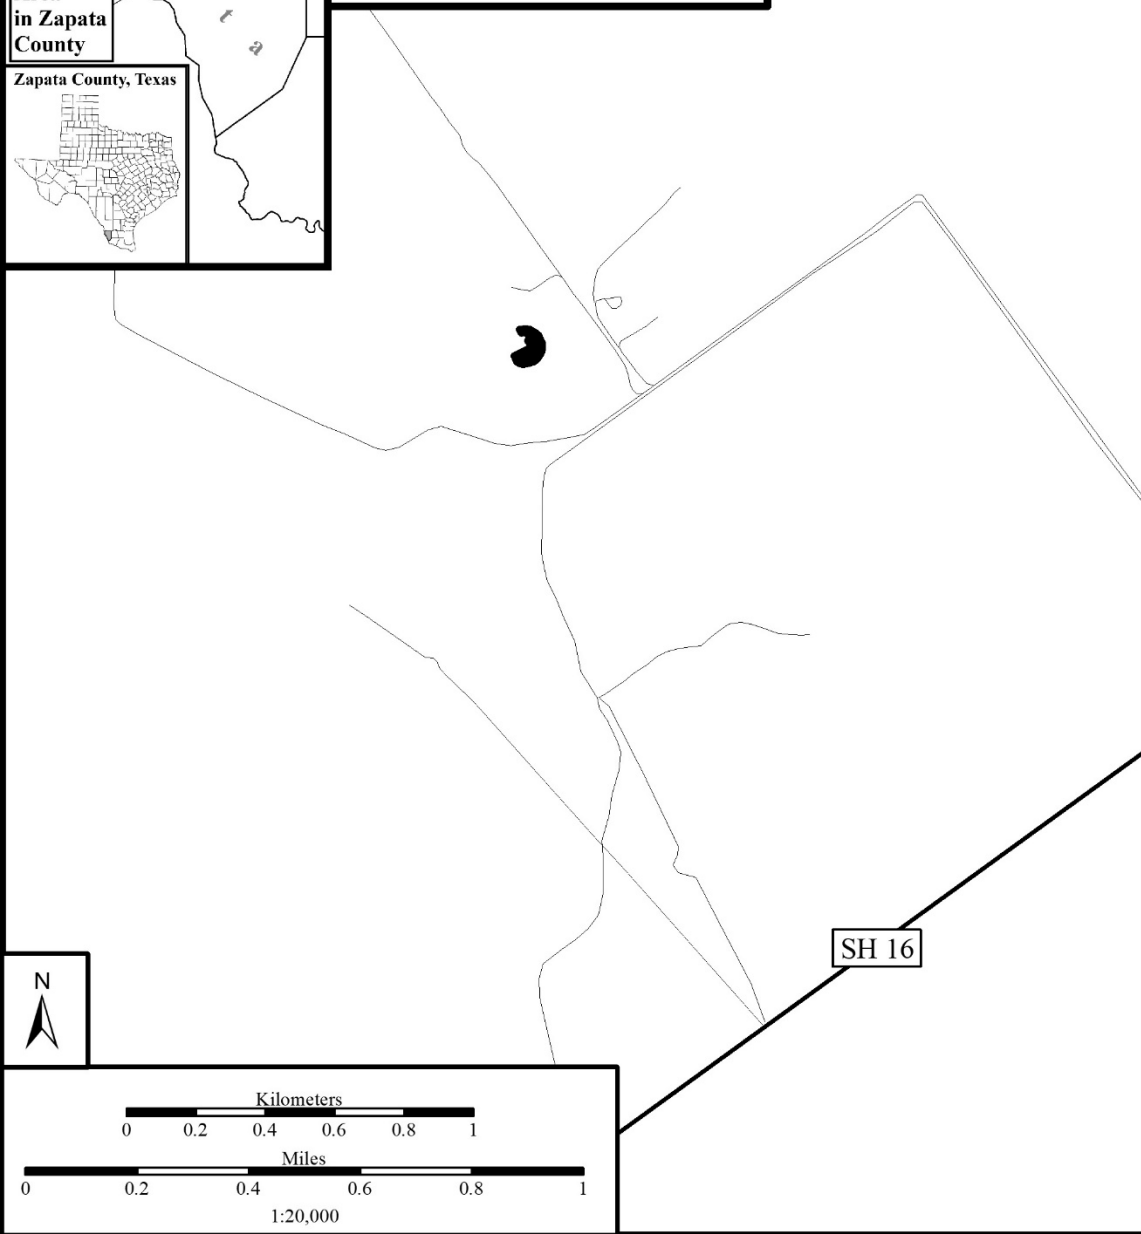 in Zapata
County
t
a
Zapata County, Texas
SH 16
N
Kilometers
0 0.2 0.4 0.6 0.8 1
Miles
0 0.2 0.4 0.6 0.8 1
1:20,000